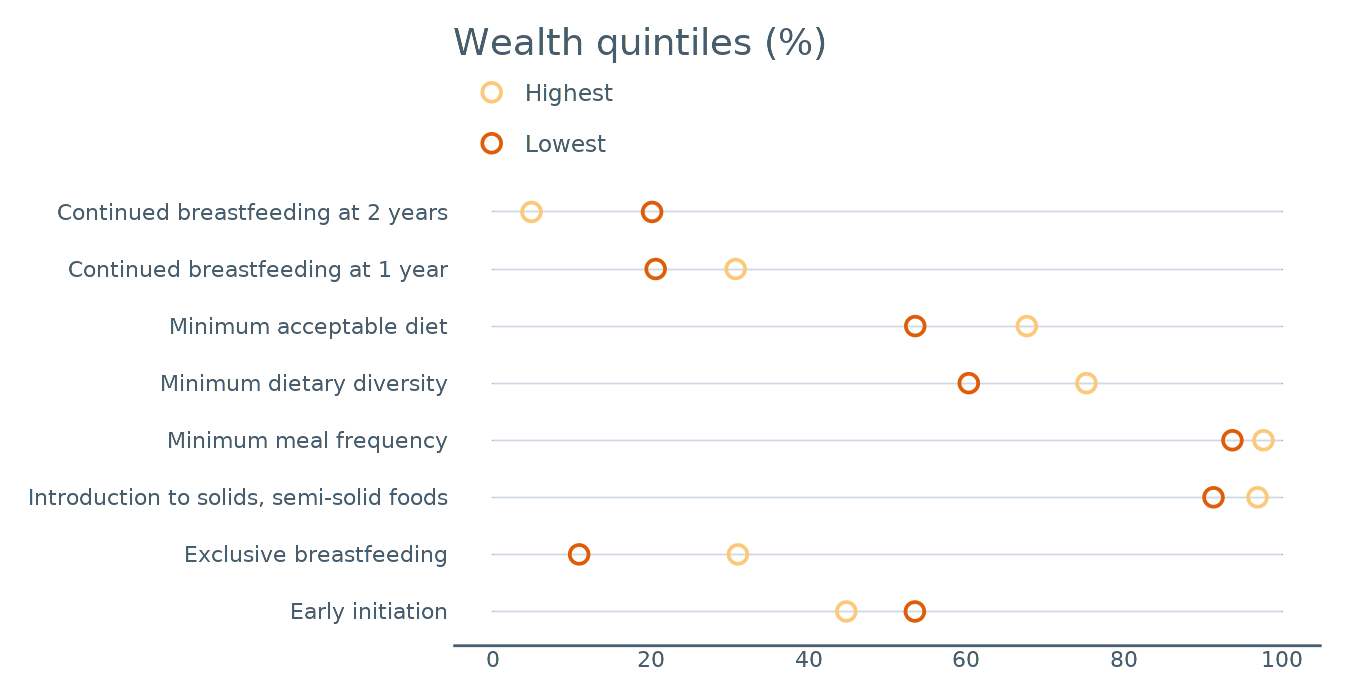 Wealth quintiles (%)
Highest
Lowest
Continued breastfeeding at 2 years
Continued breastfeeding at 1 year
Minimum acceptable diet
Minimum dietary diversity
Minimum meal frequency
Introduction to solids, semi-solid foods
Exclusive breastfeeding
Early initiation
0 20 40 60 80 100